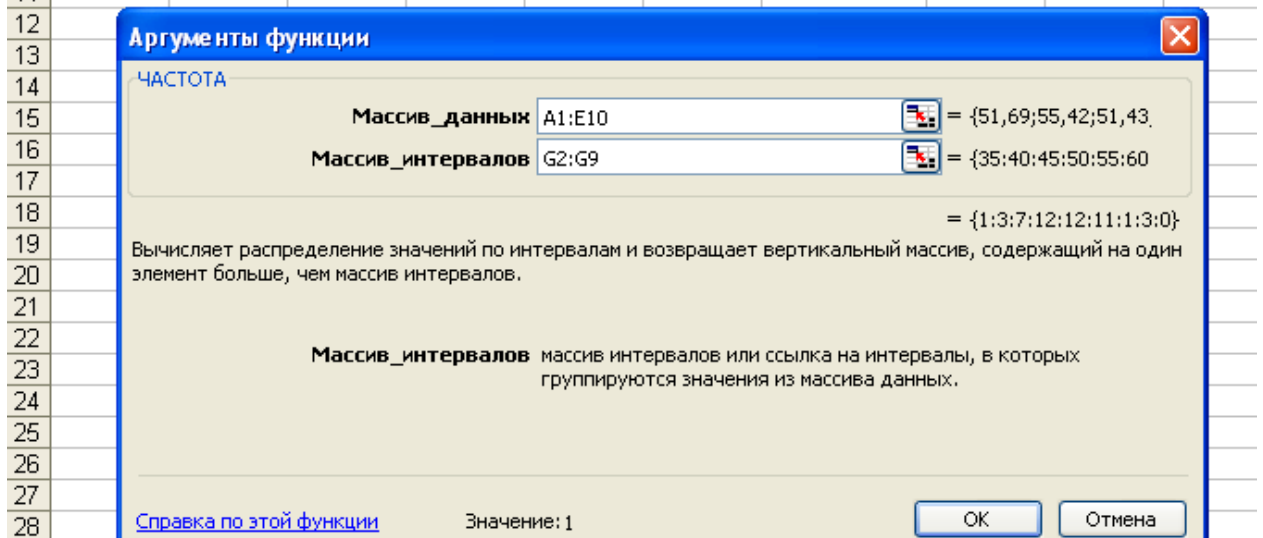 12
Аргументы функции
13
14
ЧАСТОТА
15
Массив_данных A1:E10 = {51,69;55,42;51,43
16
Массив_интервалов G2:G9 = {35:40:45:50:55:60
17
18
= {1:3:7:12:12:11:1:3:0}
19
Вычисляет распределение значений по интервалам и возвращает вертикальный массив, содержащий на один
20
элемент больше, чем массив интервалов.
21
22
Массив_интервалов массив интервалов или ссылка на интервалы, в которых
23
группируются значения из массива данных.
24
25
26
27
28
Справка по этой функции Значение: 1 ОК Отмена